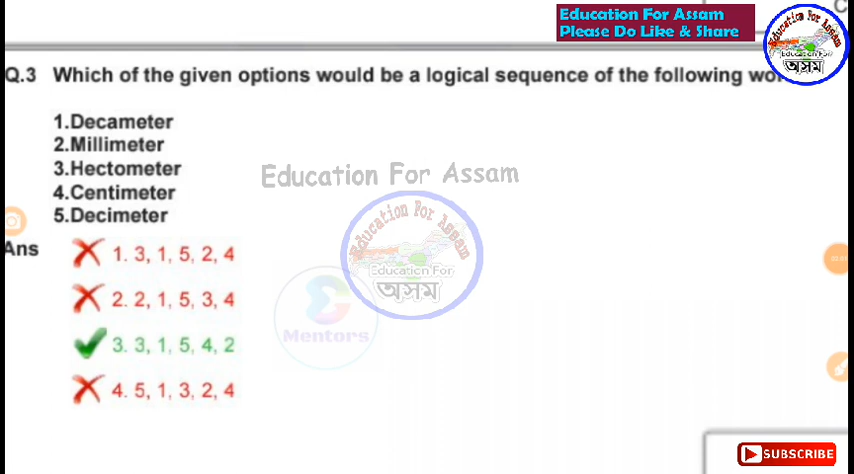 Education For Assam
Please Do Like & Share
Education For Assam
Education For
অসম
Q.3 Which of the given options would be a logical sequence of the following
1.Decameter
2.Millimeter
3.Hectometer
4.Centimeter
5.Decimeter
Education For Assam
Ans
1. 3, 1, 5, 2, 4
2. 2, 1, 5, 3, 4
3. 3, 1, 5, 4, 2
4. 5, 1, 3, 2, 4
Education For Assam
Education For
অসম
Σ
Mentors
SUBSCRIBE